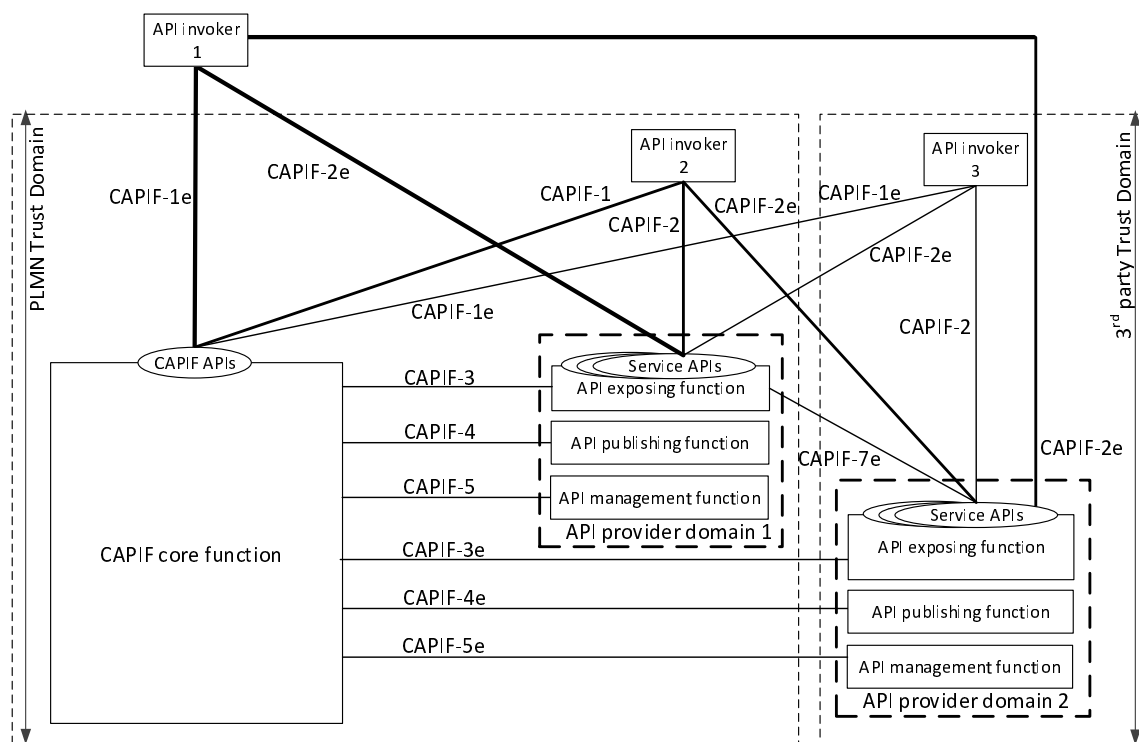 API invoker
1
PLMN Trust Domain
3rd party Trust Domain
API invoker
2
API invoker
3
CAPIF-1e
CAPIF-2e
CAPIF-1
CAPIF-2
CAPIF-2e
CAPIF-1e
CAPIF-2e
CAPIF-1e
CAPIF-2
CAPIF APIs
Service APIs
CAPIF-3
API exposing function
CAPIF-4
API publishing function
CAPIF-7e
CAPIF-2e
CAPIF-5
API management function
API provider domain 1
Service APIs
CAPIF core function
CAPIF-3e
API exposing function
CAPIF-4e
API publishing function
CAPIF-5e
API management function
API provider domain 2